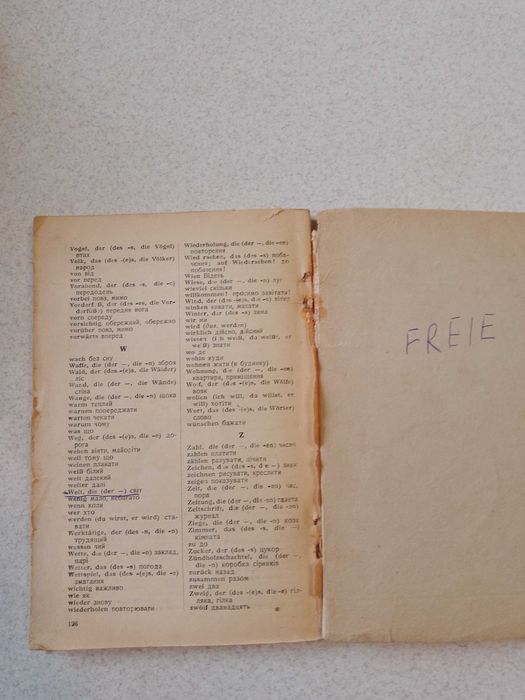 Vogel, der (des -s, die Vögel)
птах
Volk, das (des -(e)s, die Völker)
народ
von від
vor перед
Vorabend, der (des -s, die -e)
передодень
vorbei повз, мимо
Vorderfuß, der (des -es, die Vor-
derfüße) передня нога
vorn спереду
vorsichtig обережний, обережно
vorüber повз, мимо
vorwärts вперед
W
wach без сну
Waffe, die (der —, die -n) зброя
Wald, der (des -(e)s, die Wälder)
ліс
Wand, die (der —, die Wände)
стіна
Wange, die (der —, die -n) щока
warm теплий
warnen попереджати
warten чекати
warum чому
was що
Weg, der (des -(e)s, die -e) до-
рога
wehen віяти, майоріти
weil тому що
weinen плакати
weiß білий
weit далекий
weiter далі
Welt, die (der —) світ
wenig мало, небагато
wenn коли
wer хто
werden (du wirst, er wird) ста-
вати
Werktätige, der (des -n, die -n)
трудящий
wessen чий
Wette, die (der —, die -n) заклад,
парі
Wetter, das (des -s) погода
Wettspiel, das (des -(e)s, die -e)
змагання
wichtig важливо
wie як
wieder знову
wiederholen повторювати
126
Wiederholung, die (der —, die -en)
повторення
Wiedersehen, das (des -s) поба-
чення; auf Wiedersehen! до
побачення!
Wien Відень
Wiese, die (der —, die -n) луг
wieviel скільки
willkommen! просимо завітати!
Wind, der (des -(e)s, die -e) вітер
winken кивати, махати
Winter, der (des -s) зима
wir ми
wird (див. werden)
wirklich дійсно, дійсний
wissen (ich weiß, du weißt, er
weiß) знати
wo де
wohin куди
wohnen жити (в будинку)
Wohnung, die (der —, die -en)
квартира, приміщення
Wolf, der (des -(e)s, die Wölfe)
вовк
wollen (ich will, du willst, er
will) хотіти
Wort, das (des -(e)s, die Wörter)
слово
wünschen бажати
Z
Zahl, die (der —, die -en) число
zahlen платити
zählen рахувати, лічити
Zeichen, das (des -s, die —) знак
zeichnen рисувати, креслити
zeigen показувати
Zeit, die (der —, die -en) час,
пора
Zeitung, die (der —, die -en) газета
Zeitschrift, die (der —, die -en)
журнал
Ziege, die (der —, die -n) коза
Zimmer, das (des -s, die —)
кімната
zu до
Zucker, der (des -s) цукор
Zündholzschachtel, die (der —,
die -n) коробка сірників
zurück назад
zusammen разом
zwei два
Zweig, der (des -(e)s, die -e) гіл-
ляка, гілка
zwölf дванадцять
FREIE